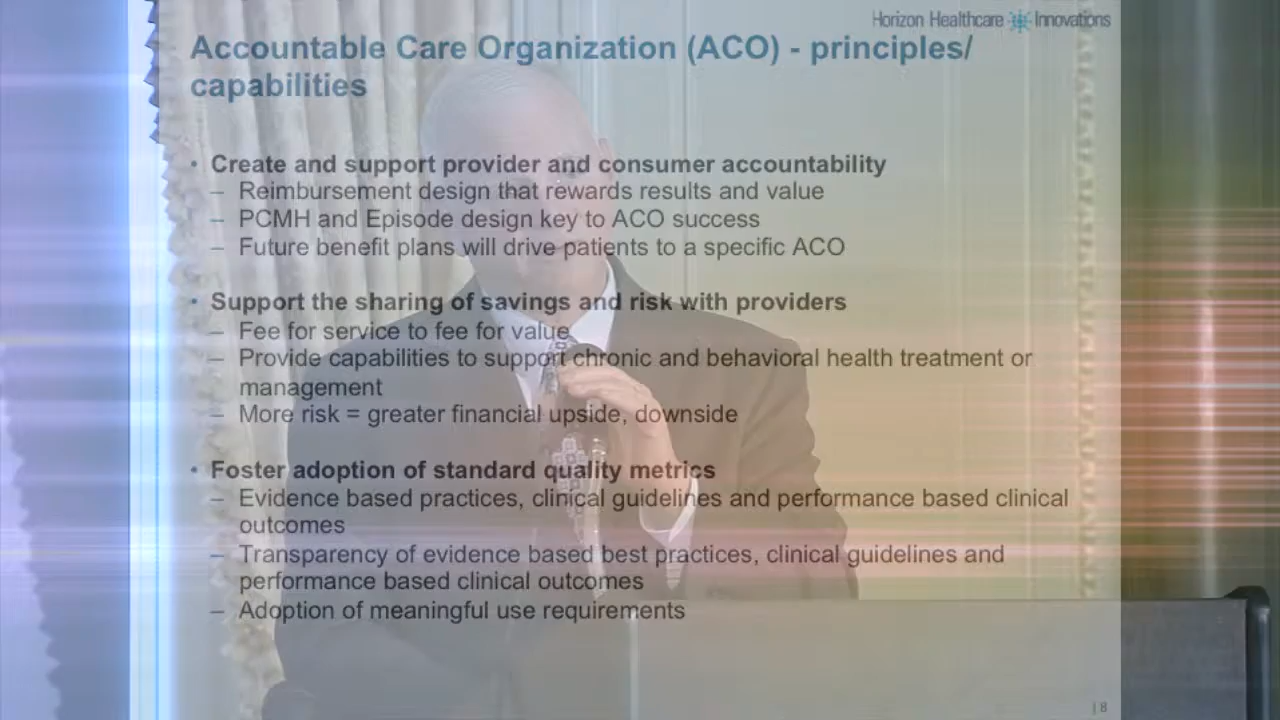 Horizon Healthcare Innovations
Accountable Care Organization (ACO) - principles/
capabilities
• Create and support provider and consumer accountability
– Reimbursement design that rewards results and value
– PCMH and Episode design key to ACO success
– Future benefit plans will drive patients to a specific ACO
• Support the sharing of savings and risk with providers
– Fee for service to fee for value
– Provide capabilities to support chronic and behavioral health treatment or
management
– More risk = greater financial upside, downside
• Foster adoption of standard quality metrics
– Evidence based practices, clinical guidelines and performance based clinical
outcomes
– Transparency of evidence based best practices, clinical guidelines and
performance based clinical outcomes
– Adoption of meaningful use requirements
| 8